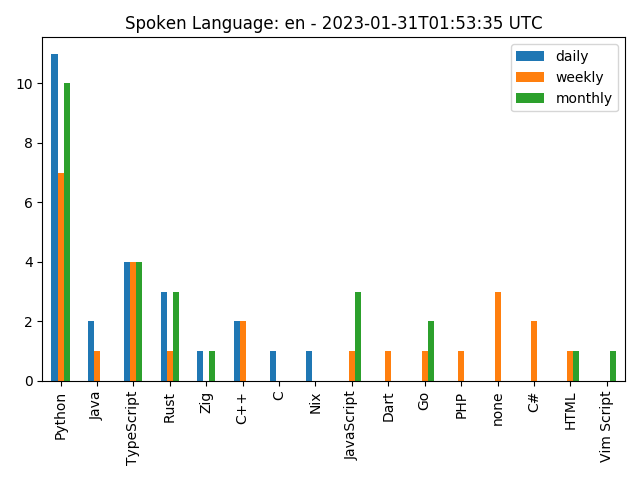 Spoken Language: en - 2023-01-31T01:53:35 UTC
daily
weekly
monthly
10
8
6
4
2
0
Python
Java
TypeScript
Rust
Zig
C++
C
Nix
JavaScript
Dart
Go
PHP
none
C#
HTML
Vim Script